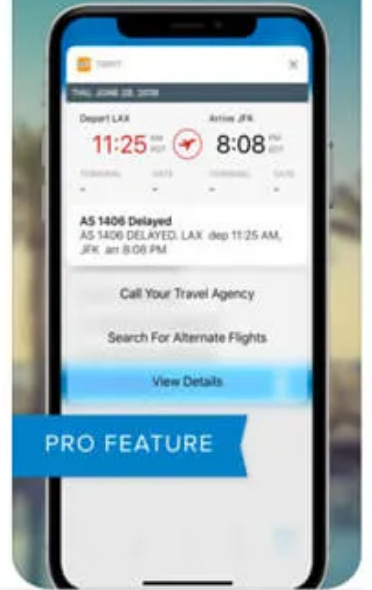 TRIPIT
THU, JUNE 28, 2018
Depart LAX Arrive JFK
11:25 AM PDT 8:08 PM EDT
TERMINAL GATE TERMINAL GATE
- - - -
AS 1406 Delayed
AS 1406 DELAYED. LAX dep 11:25 AM,
JFK arr 8:08 PM
Call Your Travel Agency
Search For Alternate Flights
View Details
PRO FEATURE